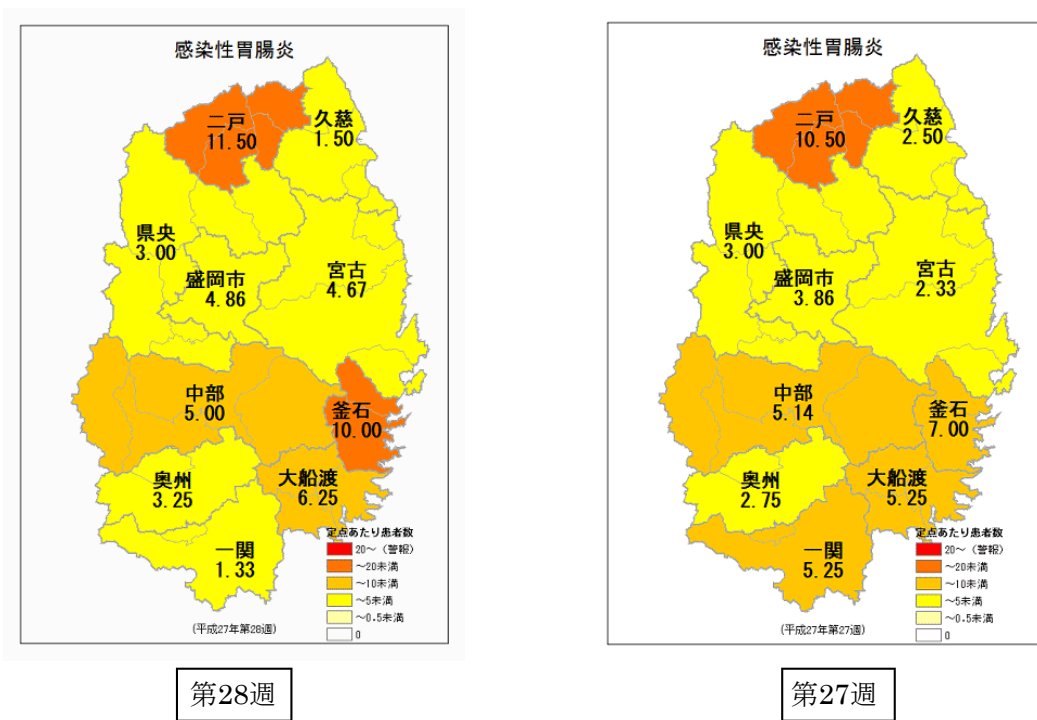 感染性胃腸炎
二戸
11.50
久慈
1.50
県央
3.00
盛岡市
4.86
宮古
4.67
中部
5.00
釜石
10.00
奥州
3.25
大船渡
6.25
一関
1.33
定点あたり患者数
20～（警報）
～20未満
～10未満
～5未満
～0.5未満
0
(平成27年第28週)
第28週
感染性胃腸炎
二戸
10.50
久慈
2.50
県央
3.00
盛岡市
3.86
宮古
2.33
中部
5.14
釜石
7.00
奥州
2.75
大船渡
5.25
一関
5.25
定点あたり患者数
20～（警報）
～20未満
～10未満
～5未満
～0.5未満
0
(平成27年第27週)
第27週